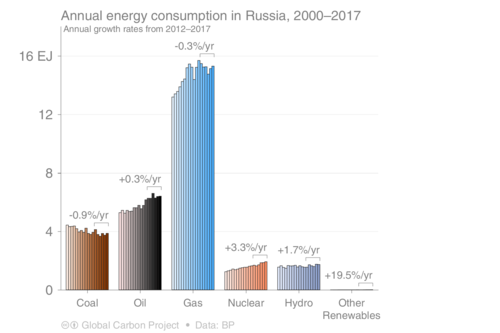 Annual energy consumption in Russia, 2000–2017
Annual growth rates from 2012–2017
16 EJ
12
8
4
0
-0.9%/yr
+0.3%/yr
-0.3%/yr
+3.3%/yr
+1.7%/yr
+19.5%/yr
Coal
Oil
Gas
Nuclear
Hydro
Other
Renewables
Global Carbon Project • Data: BP